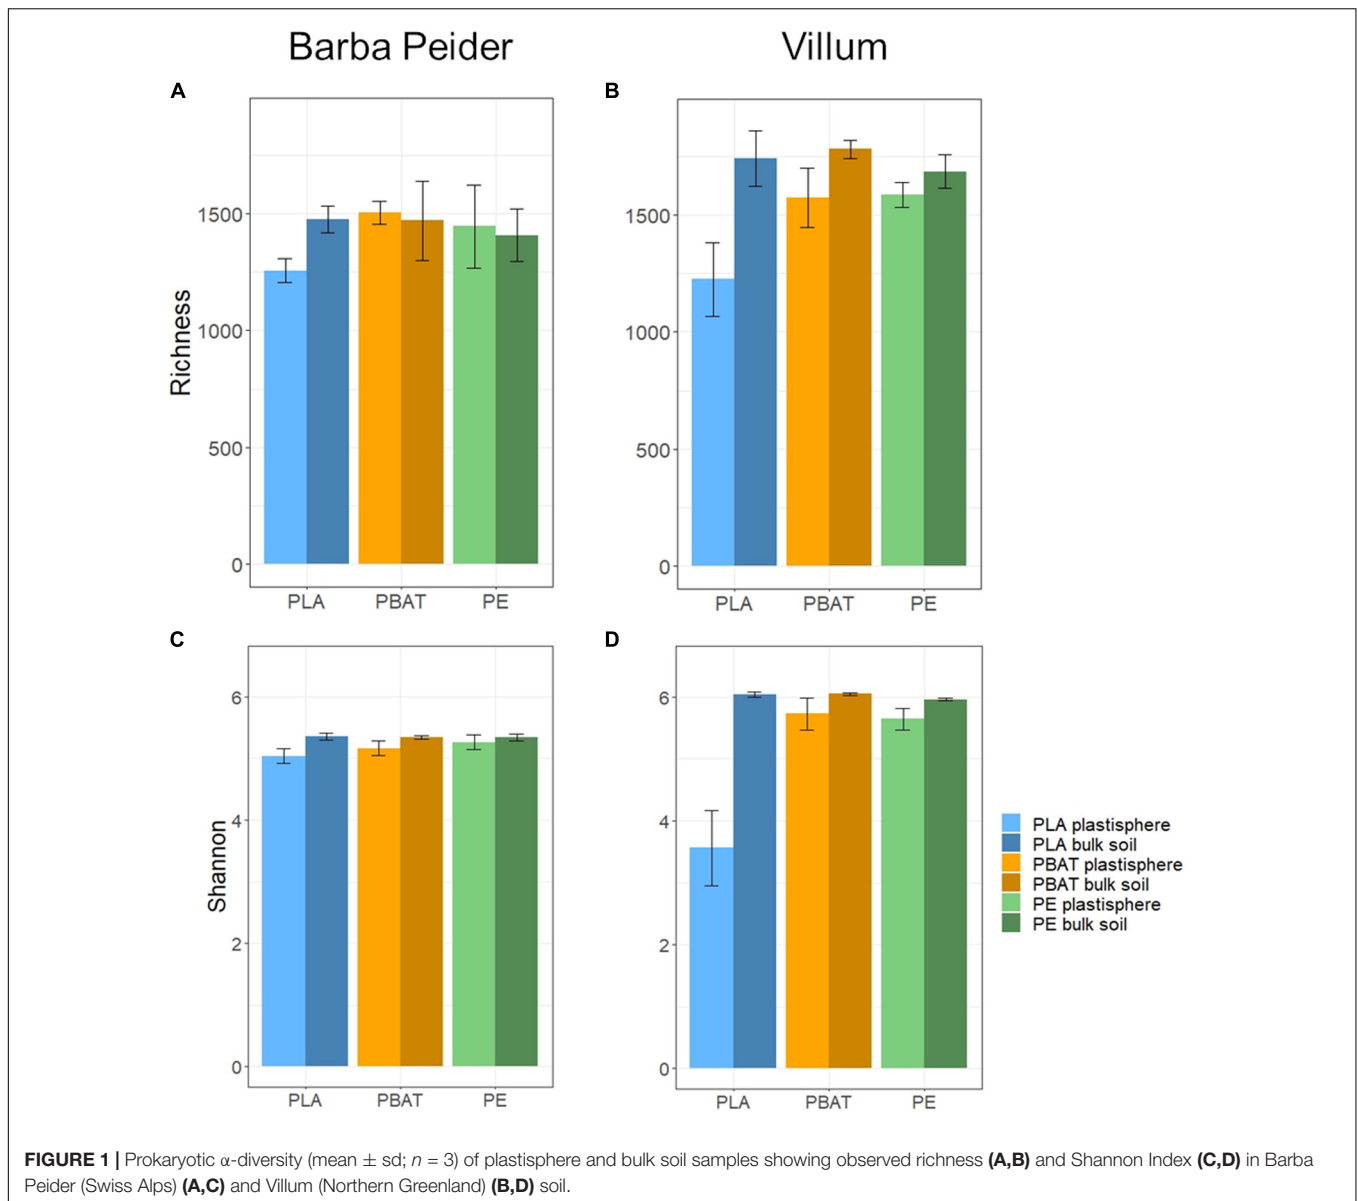 Barba Peider
Villum
A
B
Richness
1500
1000
500
0
PLA PBAT PE
1500
1000
500
0
PLA PBAT PE
C
D
Shannon
6
4
2
0
PLA PBAT PE
6
4
2
0
PLA PBAT PE
PLA plastisphere
PLA bulk soil
PBAT plastisphere
PBAT bulk soil
PE plastisphere
PE bulk soil
FIGURE 1 | Prokaryotic α-diversity (mean ± sd; n = 3) of plastisphere and bulk soil samples showing observed richness (A,B) and Shannon Index (C,D) in Barba
Peider (Swiss Alps) (A,C) and Villum (Northern Greenland) (B,D) soil.